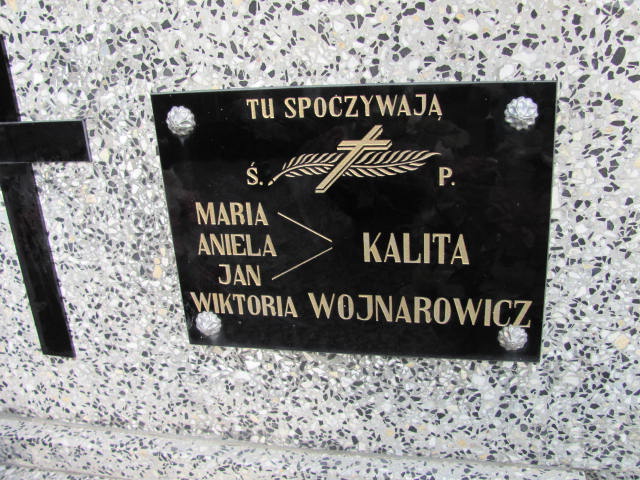 TU SPOCZYWAJĄ
Ś. P.
MARIA
ANIELA KALITA
JAN
WIKTORIA WOJNAROWICZ